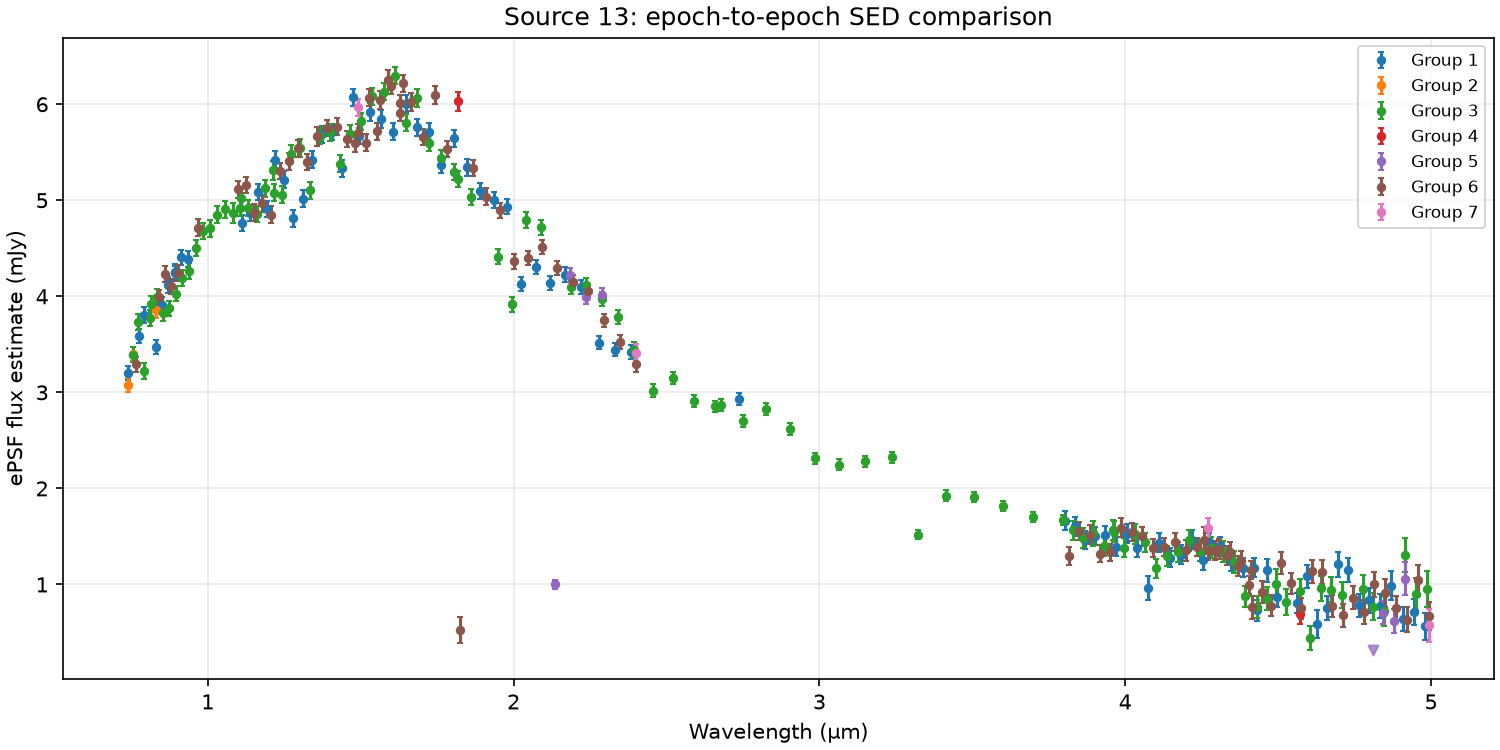 Source 13: epoch-to-epoch SED comparison
ePSF flux estimate (mJy)
6
5
4
3
2
1
1
2
3
4
5
Wavelength (μm)
Group 1
Group 2
Group 3
Group 4
Group 5
Group 6
Group 7